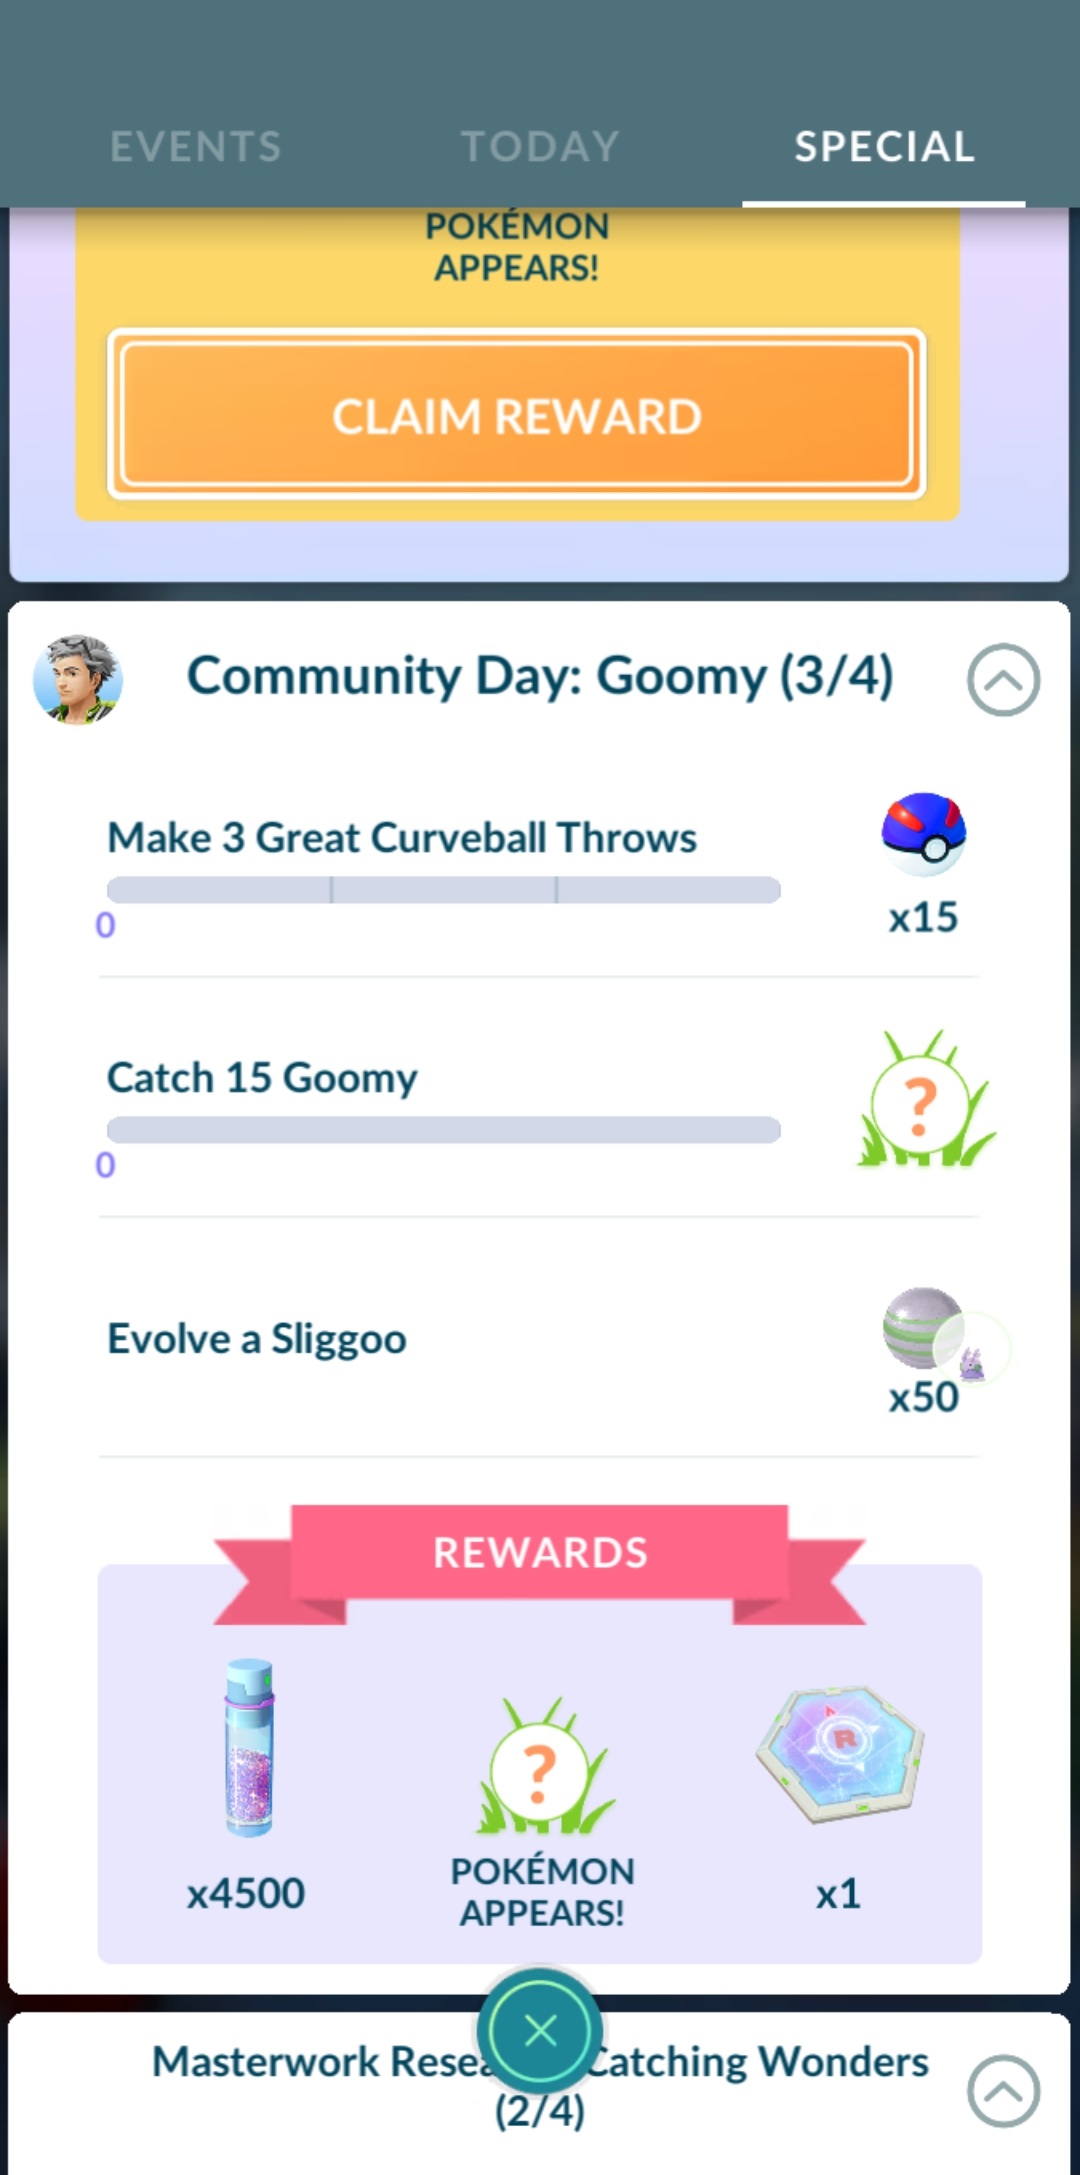 EVENTS
TODAY
SPECIAL
POKÉMON
APPEARS!
CLAIM REWARD
Community Day: Goomy (3/4)
Make 3 Great Curveball Throws
0
x15
Catch 15 Goomy
0
?
Evolve a Sliggoo
x50
REWARDS
?
R
x4500
POKÉMON
APPEARS!
x1
Masterwork Resea Catching Wonders
(2/4)